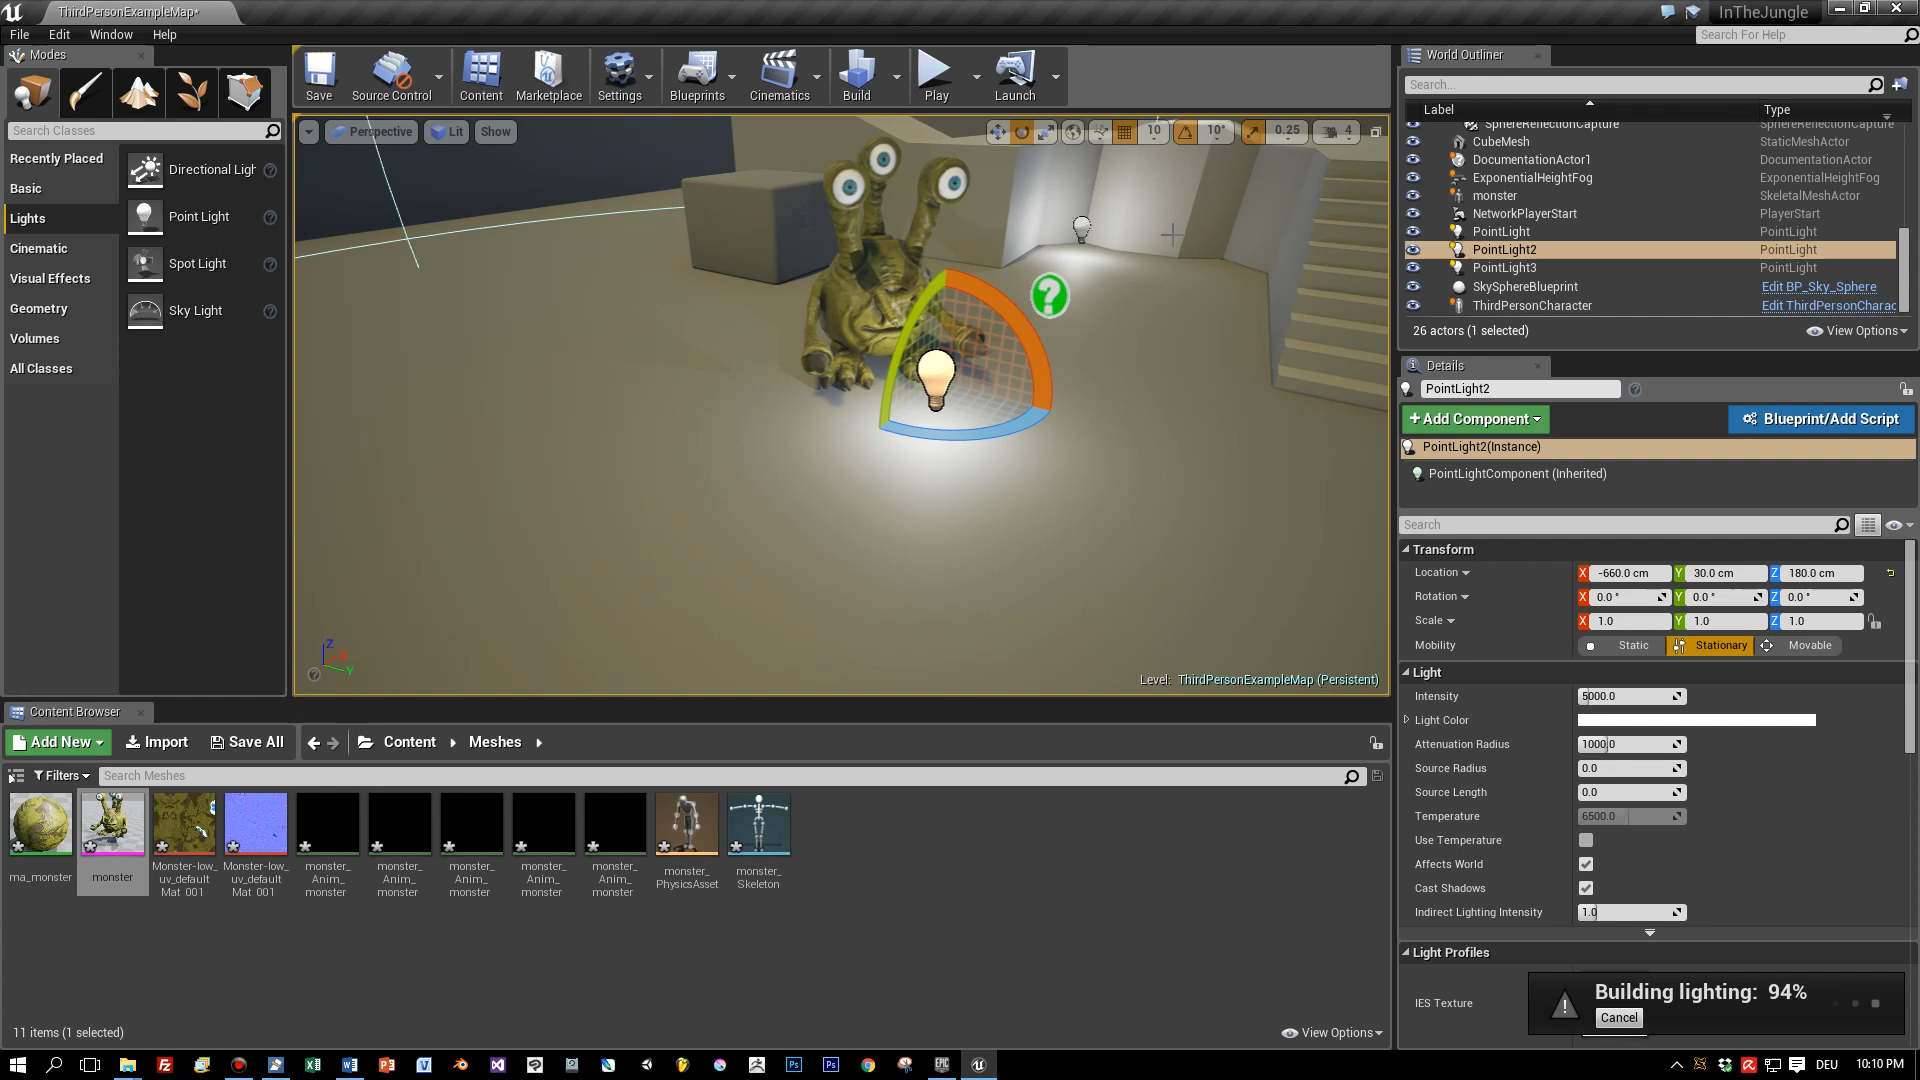 ThirdPersonExampleMap*
InTheJungle
File Edit Window Help
Search For Help
Modes
Search Classes
Recently Placed
Basic
Lights
Cinematic
Visual Effects
Geometry
Volumes
All Classes
Directional Ligh
Point Light
Spot Light
Sky Light
Save
Source Control
Content
Marketplace
Settings
Blueprints
Cinematics
Build
Play
Launch
Perspective
Lit
Show
10
10°
0.25
4
Z
X
Y
Level: ThirdPersonExampleMap (Persistent)
World Outliner
Search...
Label Type
SphereReflectionCapture SphereReflectionCapture
CubeMesh StaticMeshActor
DocumentationActor1 DocumentationActor
ExponentialHeightFog ExponentialHeightFog
monster SkeletalMeshActor
NetworkPlayerStart PlayerStart
PointLight PointLight
PointLight2 PointLight
PointLight3 PointLight
SkySphereBlueprint Edit BP_Sky_Sphere
ThirdPersonCharacter Edit ThirdPersonCharac
26 actors (1 selected)
View Options
Details
PointLight2
+Add Component
Blueprint/Add Script
PointLight2(Instance)
PointLightComponent (Inherited)
Search
Transform
Location X -660.0 cm Y 30.0 cm Z 180.0 cm
Rotation X 0.0 ° Y 0.0 ° Z 0.0 °
Scale X 1.0 Y 1.0 Z 1.0
Mobility Static Stationary Movable
Light
Intensity 5000.0
Light Color
Attenuation Radius 1000.0
Source Radius 0.0
Source Length 0.0
Temperature 6500.0
Use Temperature
Affects World
Cast Shadows
Indirect Lighting Intensity 1.0
Light Profiles
IES Texture
Building lighting: 94%
Cancel
Content Browser
Add New
Import
Save All
Content
Meshes
Filters
Search Meshes
ma_monster
monster
Monster-low_
uv_default
Mat_001
Monster-low_
uv_default
Mat_001
monster_
Anim_
monster
monster_
Anim_
monster
monster_
Anim_
monster
monster_
Anim_
monster
monster_
Anim_
monster
monster_
PhysicsAsset
monster_
Skeleton
11 items (1 selected)
View Options
DEU
10:10 PM